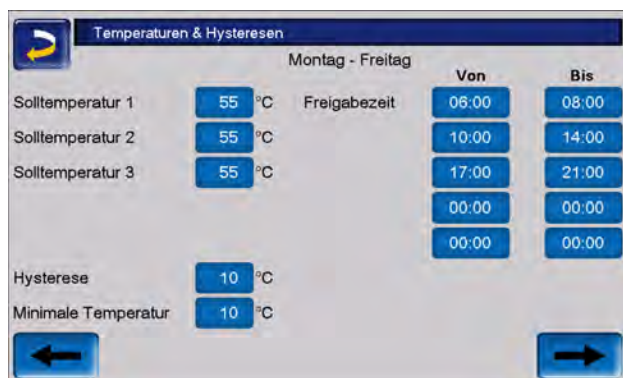 Temperaturen & Hysteresen
Montag - Freitag
Von Bis
Solltemperatur 1 55 °C Freigabezeit 06:00 08:00
Solltemperatur 2 55 °C 10:00 14:00
Solltemperatur 3 55 °C 17:00 21:00
00:00 00:00
00:00 00:00
Hysterese 10 °C
Minimale Temperatur 10 °C